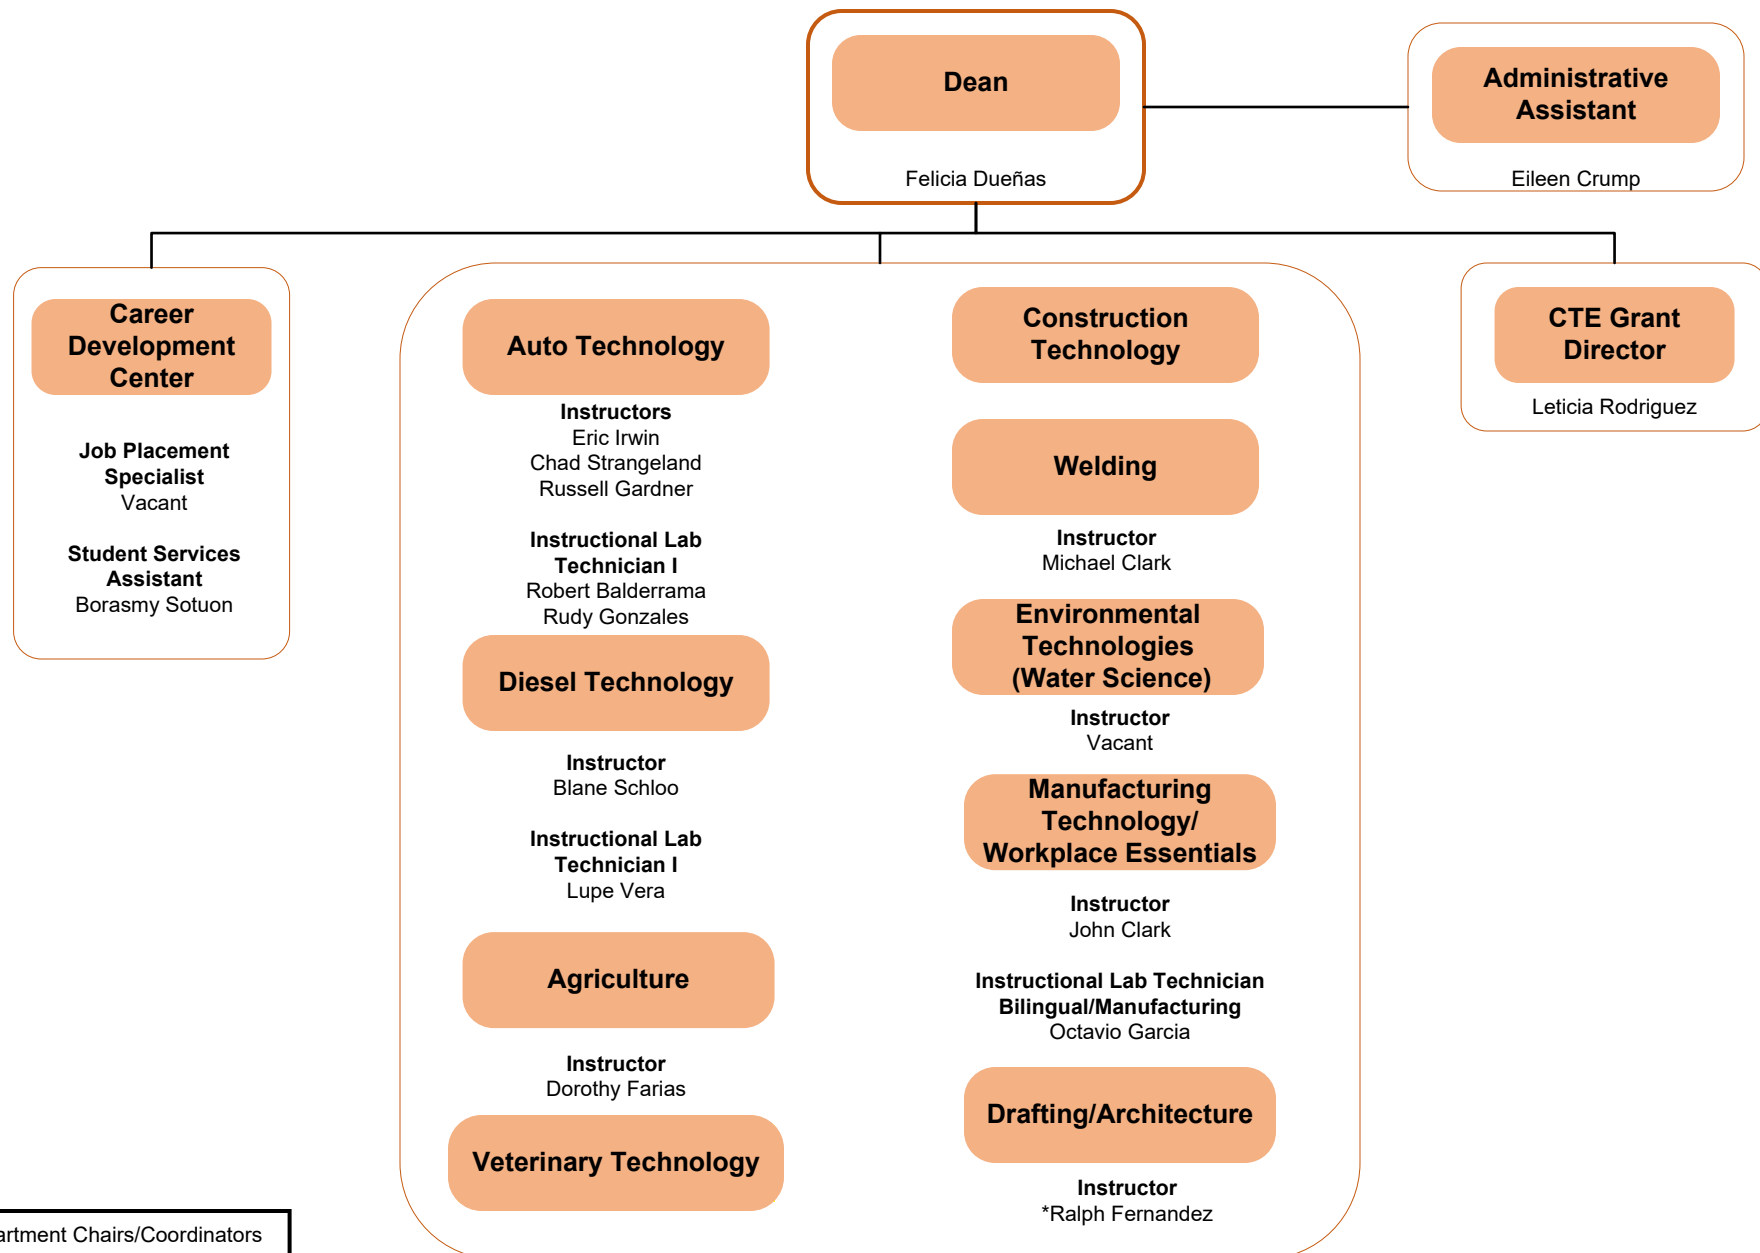 Dean
Felicia Dueñas
Administrative
Assistant
Eileen Crump
Career
Development
Center
Job Placement
Specialist
Vacant
Student Services
Assistant
Borasmy Sotuon
Auto Technology
Instructors
Eric Irwin
Chad Strangeland
Russell Gardner
Instructional Lab
Technician I
Robert Balderrama
Rudy Gonzales
Diesel Technology
Instructor
Blane Schloo
Instructional Lab
Technician I
Lupe Vera
Agriculture
Instructor
Dorothy Farias
Veterinary Technology
Construction
Technology
Welding
Instructor
Michael Clark
Environmental
Technologies
(Water Science)
Instructor
Vacant
Manufacturing
Technology/
Workplace Essentials
Instructor
John Clark
Instructional Lab Technician
Bilingual/Manufacturing
Octavio Garcia
Drafting/Architecture
Instructor
*Ralph Fernandez
CTE Grant
Director
Leticia Rodriguez
Chairs/Coordinators